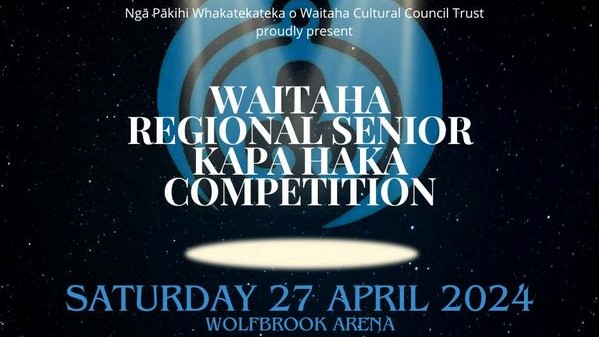 Ngā Pākihi Whakatekateka o Waitaha Cultural Council Trust
proudly present
WAITAHA
REGIONAL SENIOR
KAPA HAKA
COMPETITION
SATURDAY 27 APRIL 2024
WOLFBROOK ARENA